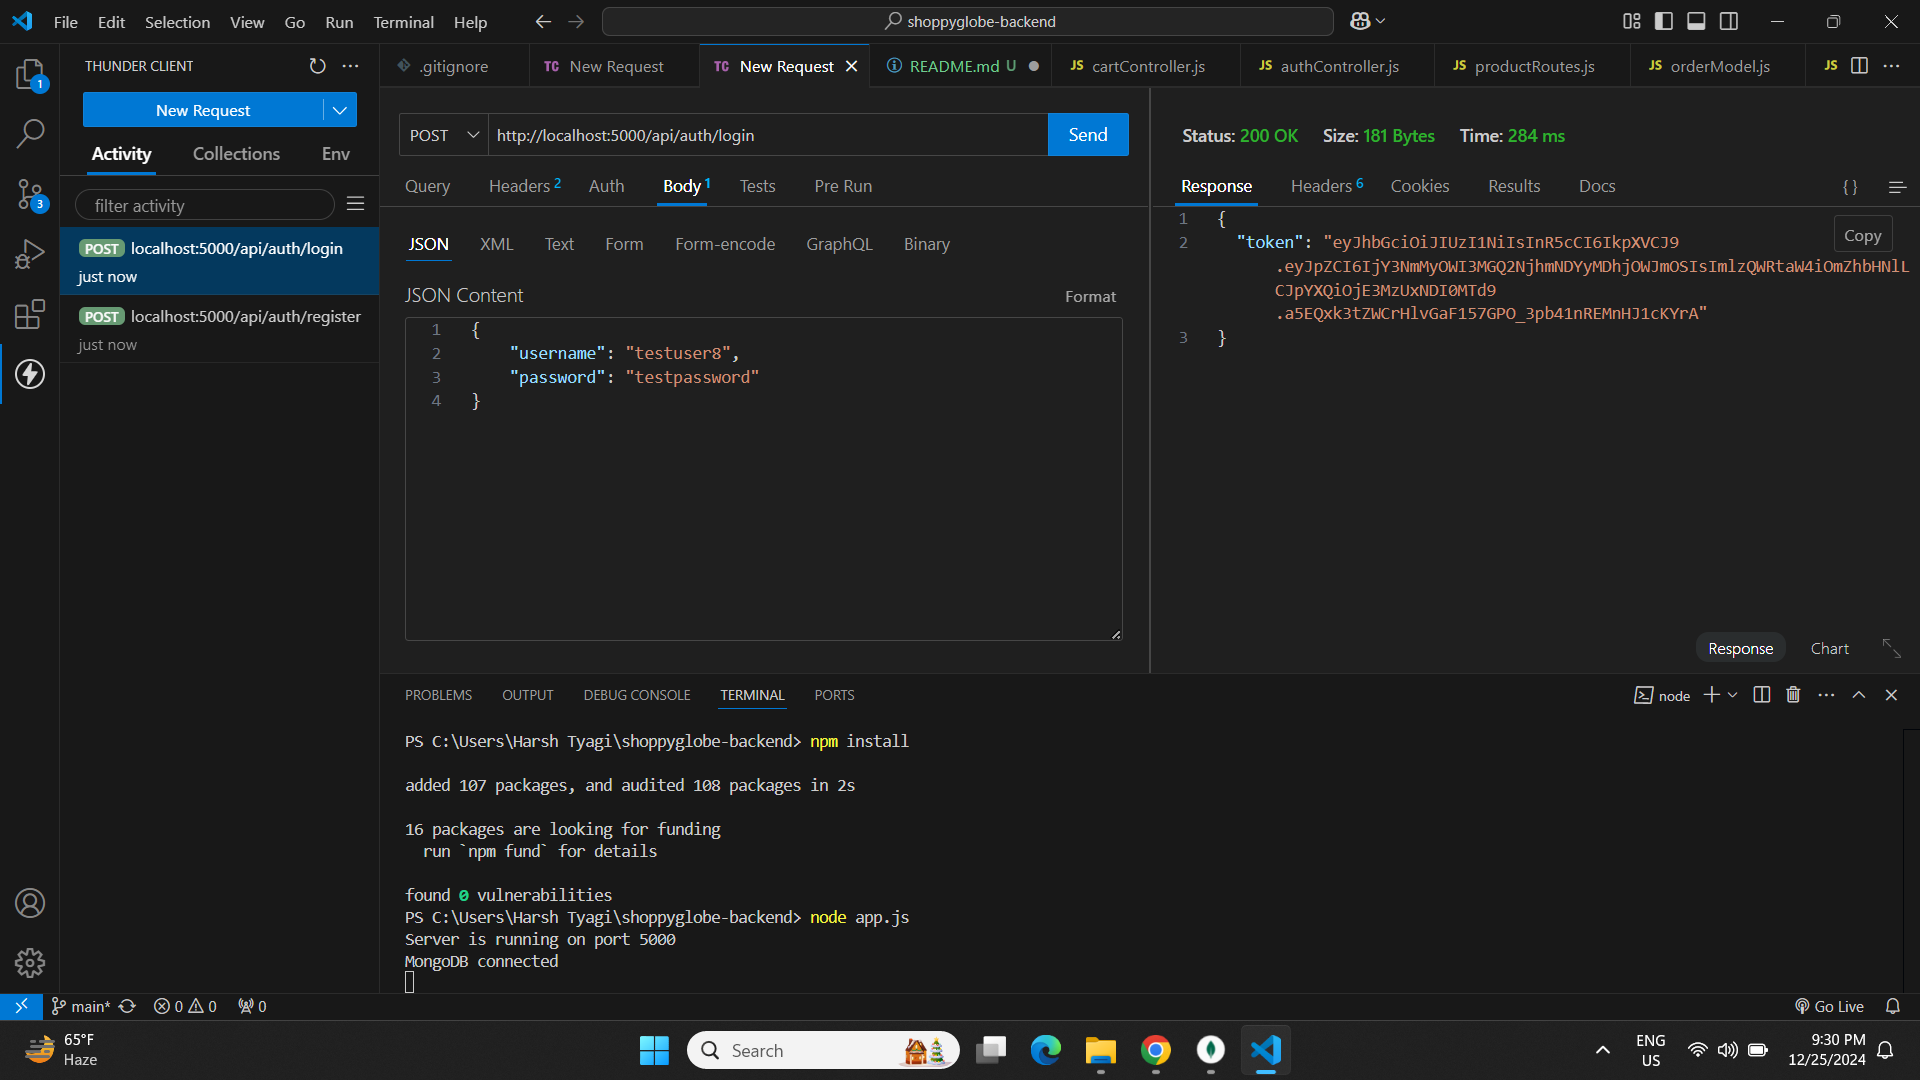 File Edit Selection View Go Run Terminal Help
shoppyglobe-backend
THUNDER CLIENT
New Request
Activity Collections Env
filter activity
POST localhost:5000/api/auth/login
just now
POST localhost:5000/api/auth/register
just now
1
3
.gitignore
TC New Request
TC New Request
README.md U
JS cartController.js
JS authController.js
JS productRoutes.js
JS orderModel.js
JS
POST http://localhost:5000/api/auth/login Send
Query Headers 2 Auth Body 1 Tests Pre Run
JSON XML Text Form Form-encode GraphQL Binary
JSON Content Format
1 {
2 "username": "testuser8",
3 "password": "testpassword"
4 }
Status: 200 OK Size: 181 Bytes Time: 284 ms
Response Headers 6 Cookies Results Docs { }
Copy
1 {
2 "token": "eyJhbGciOiJIUzI1NiIsInR5cCI6IkpXVCJ9
.eyJpZCI6IjY3NmMyOWI3MGQ2NjhmNDYyMDhjOWJmOSIsImlzQWRtaW4iOmZhbHNlL
CJpYXQiOjE3MzUxNDI0MTd9
.a5EQxk3tZWCrHlvGaF157GPO_3pb41nREMnHJ1cKYrA"
3 }
Response Chart
PROBLEMS OUTPUT DEBUG CONSOLE TERMINAL PORTS
node
PS C:\Users\Harsh Tyagi\shoppyglobe-backend> npm install
added 107 packages, and audited 108 packages in 2s
16 packages are looking for funding
run `npm fund` for details
found 0 vulnerabilities
PS C:\Users\Harsh Tyagi\shoppyglobe-backend> node app.js
Server is running on port 5000
MongoDB connected
main* 0 0 0
Go Live
65°F
Haze
Search
ENG
US
9:30 PM
12/25/2024